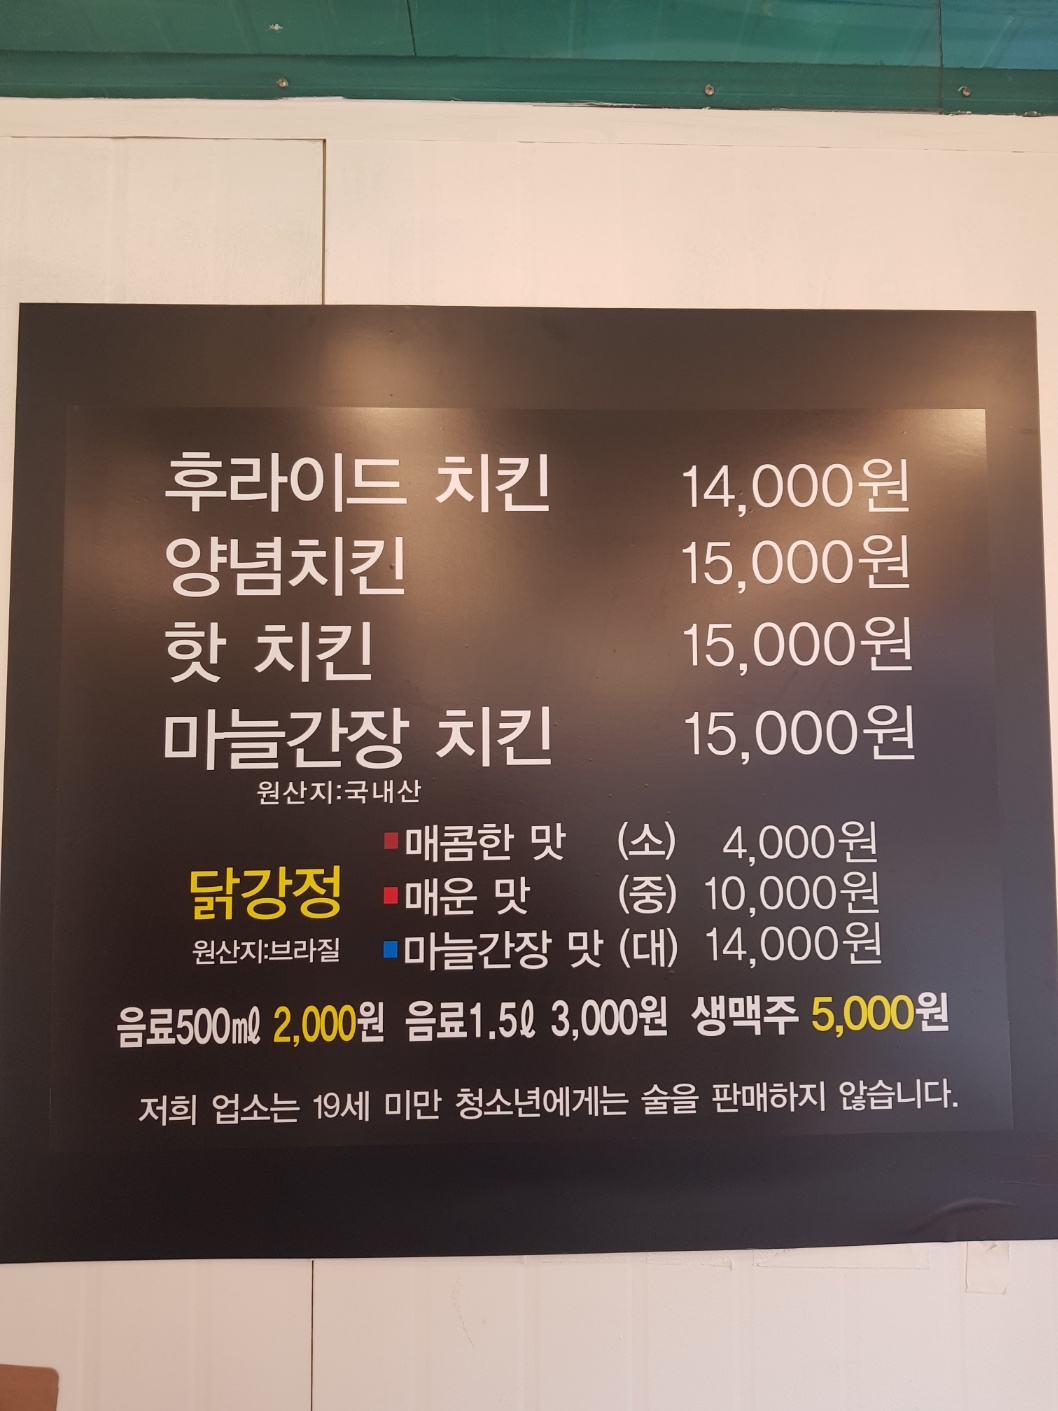 후라이드 치킨 14,000원
양념치킨 15,000원
핫 치킨 15,000원
마늘간장 치킨 15,000원
원산지:국내산
매콤한 맛 (소) 4,000원
닭강정 매운 맛 (중) 10,000원
원산지:브라질 마늘간장 맛 (대) 14,000원
음료500㎖ 2,000원 음료1.5ℓ 3,000원 생맥주 5,000원
저희 업소는 19세 미만 청소년에게는 술을 판매하지 않습니다.